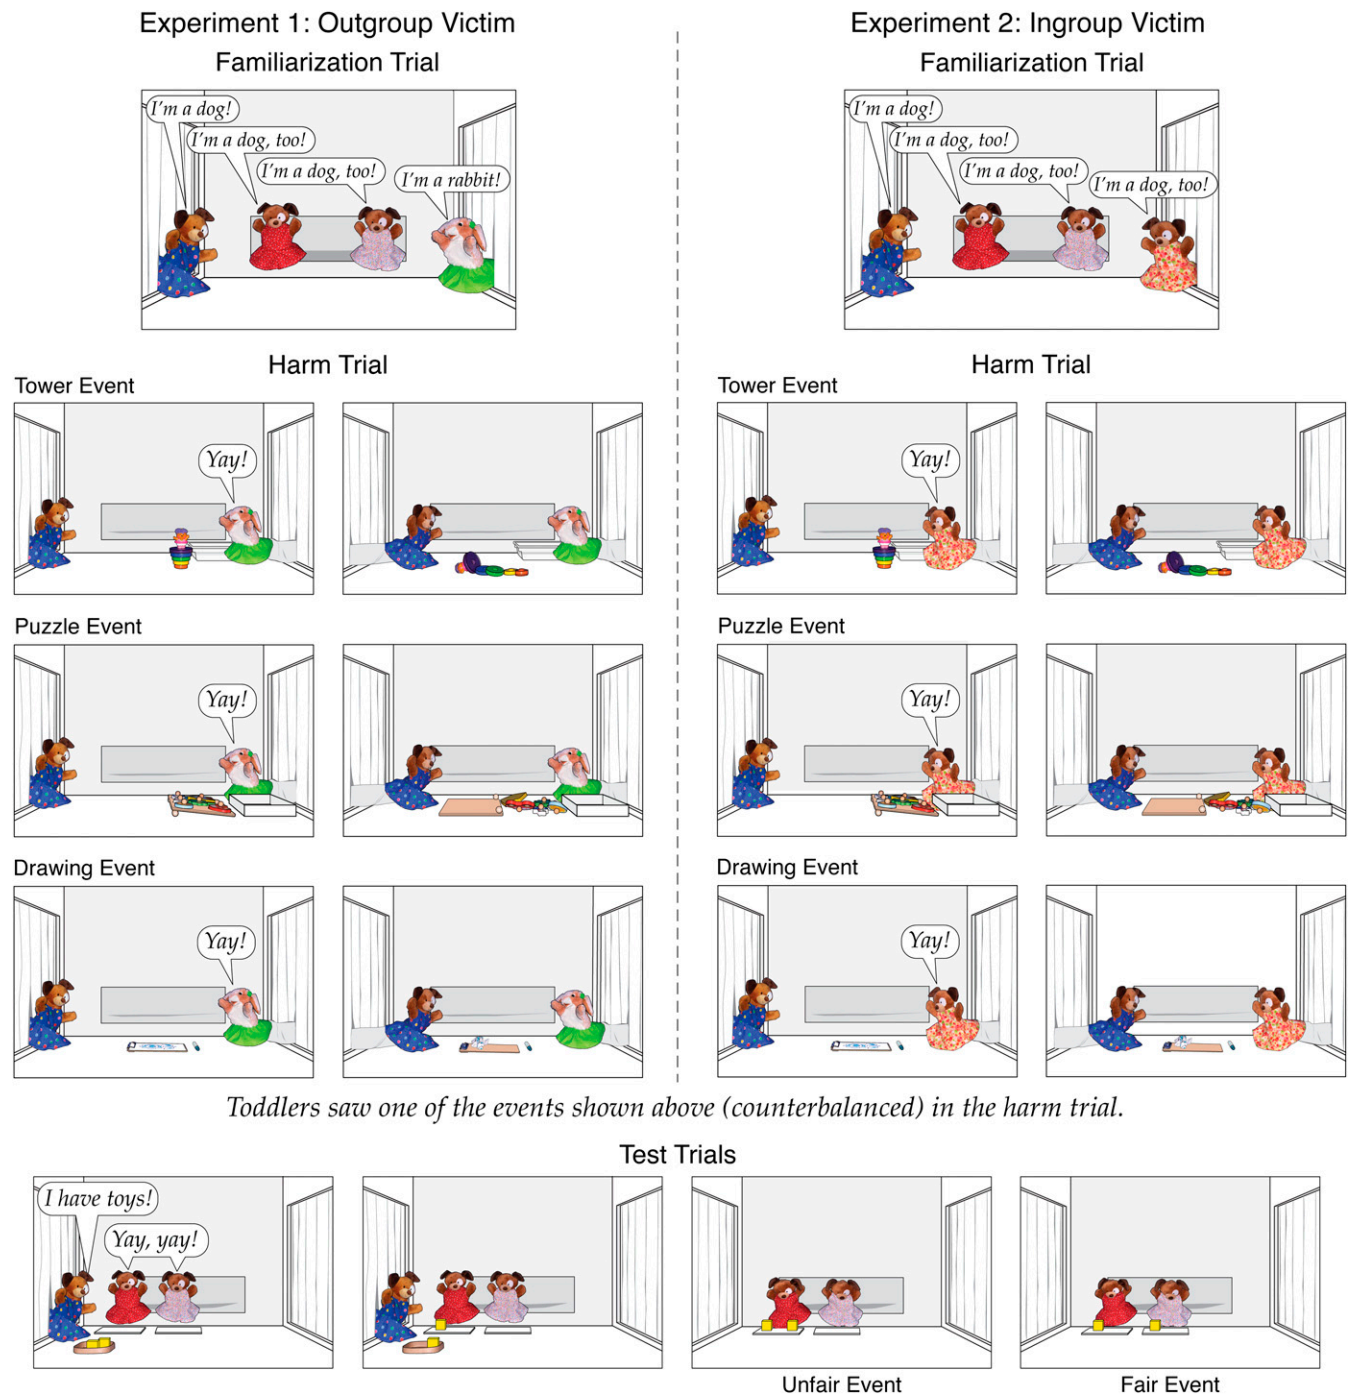 Experiment 1: Outgroup Victim
Familiarization Trial
I'm a dog!
I'm a dog, too!
I'm a dog, too!
I'm a rabbit!
Harm Trial
Tower Event
Yay!
Puzzle Event
Yay!
Drawing Event
Yay!
Experiment 2: Ingroup Victim
Familiarization Trial
I'm a dog!
I'm a dog, too!
I'm a dog, too!
I'm a dog, too!
Harm Trial
Tower Event
Yay!
Puzzle Event
Yay!
Drawing Event
Yay!
Toddlers saw one of the events shown above (counterbalanced) in the harm trial.
Test Trials
I have toys!
Yay, yay!
Unfair Event
Fair Event